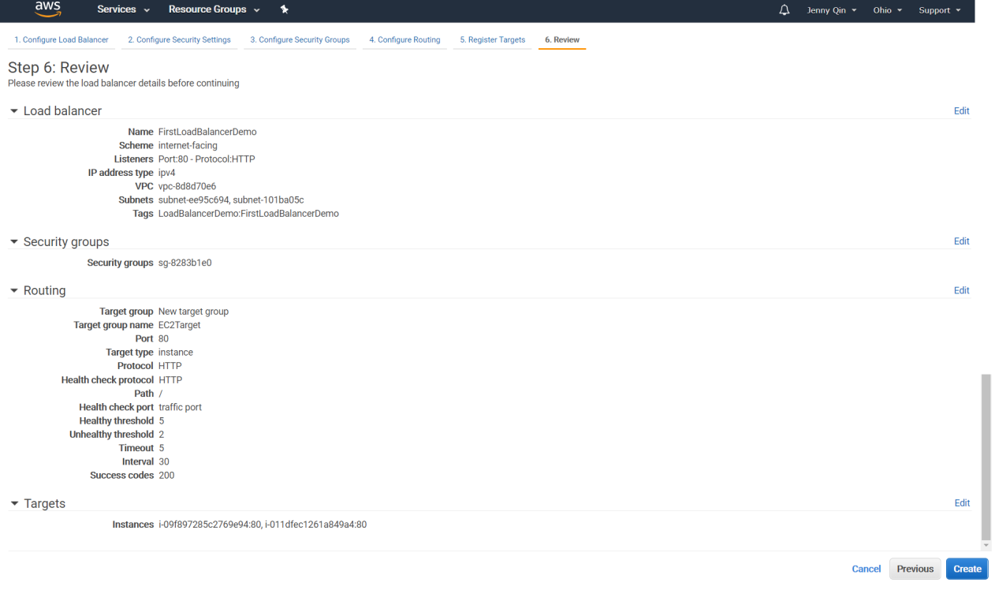 aws Services Resource Groups Jenny Qin Ohio Support
1. Configure Load Balancer 2. Configure Security Settings 3. Configure Security Groups 4. Configure Routing 5. Register Targets 6. Review
Step 6: Review
Please review the load balancer details before continuing
Load balancer Edit
Name FirstLoadBalancerDemo
Scheme internet-facing
Listeners Port:80 - Protocol:HTTP
IP address type ipv4
VPC vpc-8d8d70e6
Subnets subnet-ee95c694, subnet-101ba05c
Tags LoadBalancerDemo:FirstLoadBalancerDemo
Security groups Edit
Security groups sg-8283b1e0
Routing Edit
Target group New target group
Target group name EC2Target
Port 80
Target type instance
Protocol HTTP
Health check protocol HTTP
Path /
Health check port traffic port
Healthy threshold 5
Unhealthy threshold 2
Timeout 5
Interval 30
Success codes 200
Targets Edit
Instances i-09f897285c2769e94:80, i-011dfec1261a849a4:80
Cancel Previous Create